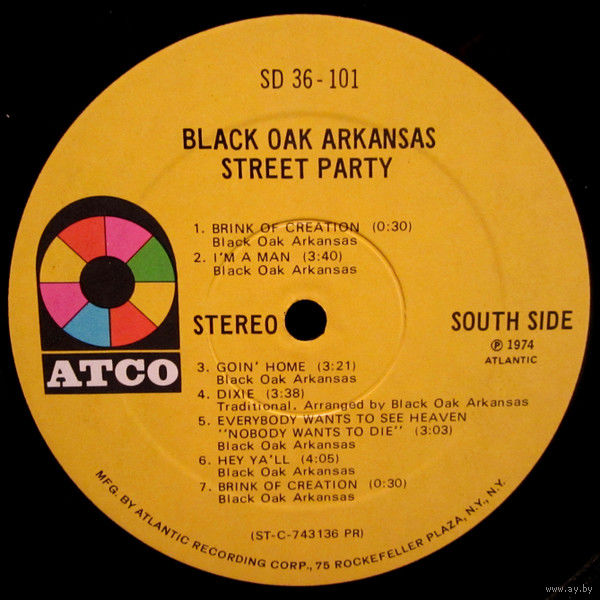 SD 36-101
BLACK OAK ARKANSAS
STREET PARTY
1. BRINK OF CREATION (0:30)
Black Oak Arkansas
2. I'M A MAN (3:40)
Black Oak Arkansas
STEREO
SOUTH SIDE
℗ 1974
ATLANTIC
ATCO
3. GOIN' HOME (3:21)
Black Oak Arkansas
4. DIXIE (3:38)
Traditional, Arranged by Black Oak Arkansas
5. EVERYBODY WANTS TO SEE HEAVEN
"NOBODY WANTS TO DIE" (3:03)
Black Oak Arkansas
6. HEY YA'LL (4:05)
Black Oak Arkansas
7. BRINK OF CREATION (0:30)
Black Oak Arkansas
(ST-C-743136 PR)
MFG. BY ATLANTIC RECORDING CORP., 75 ROCKEFELLER PLAZA, N.Y., N.Y.
www.ay.by